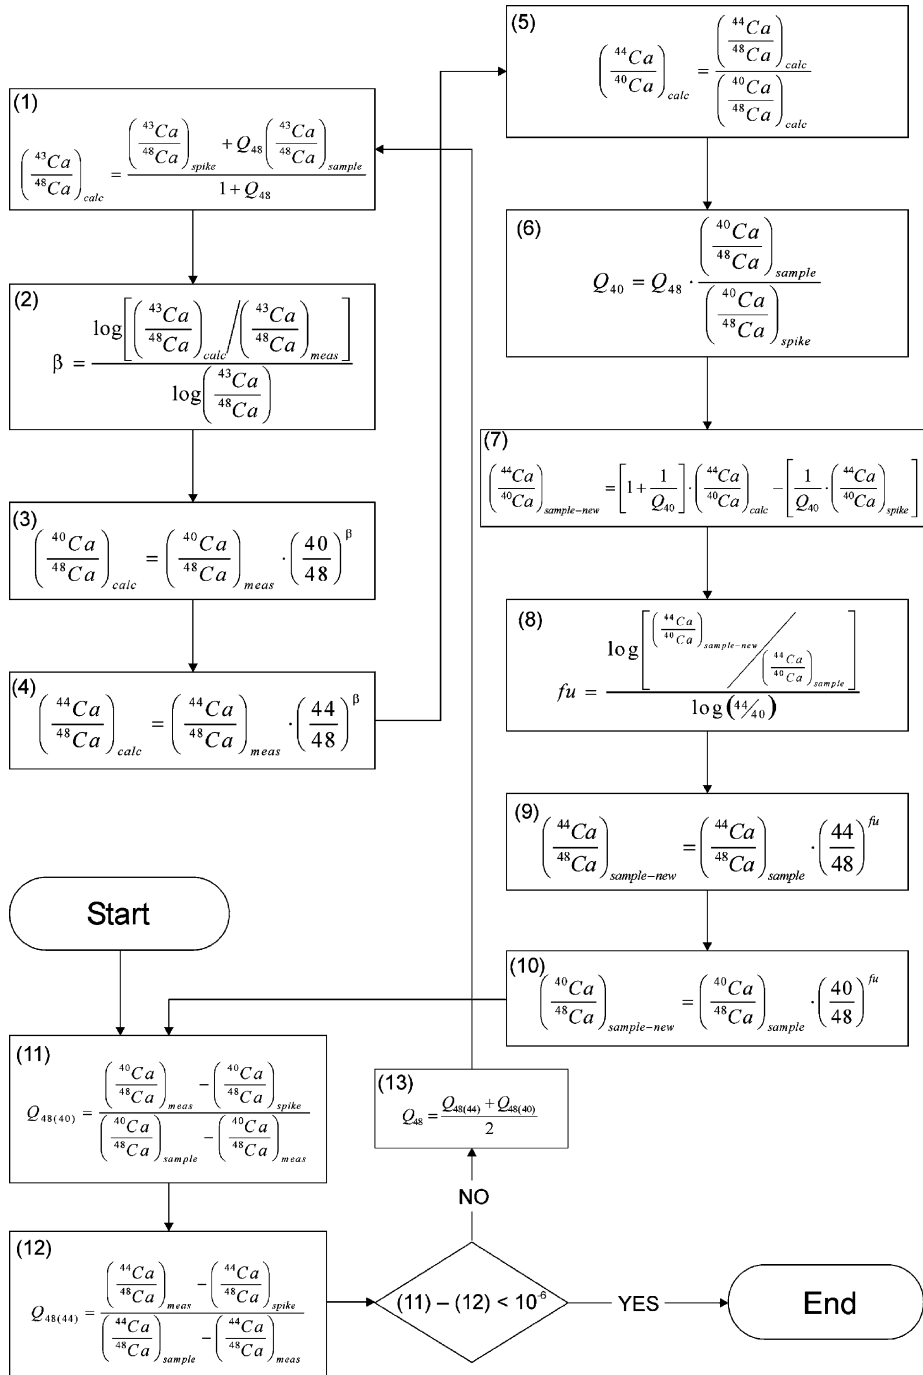 (1)
(⁴³Ca/⁴⁸Ca)calc = ((⁴³Ca/⁴⁸Ca)spike + Q48 (⁴³Ca/⁴⁸Ca)sample) / (1 + Q48)
(2)
β = log[(⁴³Ca/⁴⁸Ca)calc / (⁴³Ca/⁴⁸Ca)meas] / log(⁴³Ca/⁴⁸Ca)
(3)
(⁴⁰Ca/⁴⁸Ca)calc = (⁴⁰Ca/⁴⁸Ca)meas · (40/48)^β
(4)
(⁴⁴Ca/⁴⁸Ca)calc = (⁴⁴Ca/⁴⁸Ca)meas · (44/48)^β
(5)
(⁴⁴Ca/⁴⁰Ca)calc = (⁴⁴Ca/⁴⁸Ca)calc / (⁴⁰Ca/⁴⁸Ca)calc
(6)
Q40 = Q48 · (⁴⁰Ca/⁴⁸Ca)sample / (⁴⁰Ca/⁴⁸Ca)spike
(7)
(⁴⁴Ca/⁴⁰Ca)sample−new = [1 + 1/Q40] · (⁴⁴Ca/⁴⁰Ca)calc − [1/Q40 · (⁴⁴Ca/⁴⁰Ca)spike]
(8)
fu = log[(⁴⁴Ca/⁴⁰Ca)sample−new / (⁴⁴Ca/⁴⁰Ca)sample] / log(44/40)
(9)
(⁴⁴Ca/⁴⁸Ca)sample−new = (⁴⁴Ca/⁴⁸Ca)sample · (44/48)^fu
(10)
(⁴⁰Ca/⁴⁸Ca)sample−new = (⁴⁰Ca/⁴⁸Ca)sample · (40/48)^fu
Start
(11)
Q48(40) = ((⁴⁰Ca/⁴⁸Ca)meas − (⁴⁰Ca/⁴⁸Ca)spike) / ((⁴⁰Ca/⁴⁸Ca)sample − (⁴⁰Ca/⁴⁸Ca)meas)
(12)
Q48(44) = ((⁴⁴Ca/⁴⁸Ca)meas − (⁴⁴Ca/⁴⁸Ca)spike) / ((⁴⁴Ca/⁴⁸Ca)sample − (⁴⁴Ca/⁴⁸Ca)meas)
(11) – (12) < 10⁻⁶
NO
(13)
Q48 = (Q48(44) + Q48(40)) / 2
YES
End